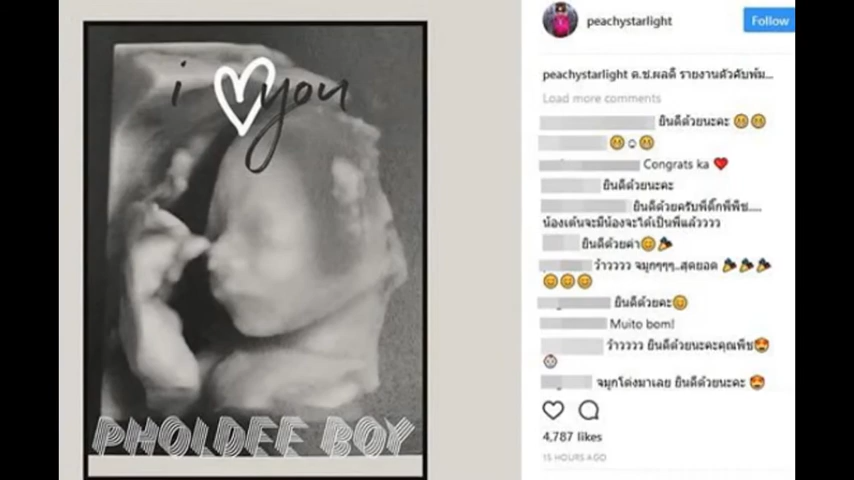 i you
PHOLDEE BOY
peachystarlight
Follow
peachystarlight ด.ช.ผลดี รายงานตัวคับพ้ม...
Load more comments
ยินดีด้วยนะคะ
Congrats ka
ยินดีด้วยนะคะ
ยินดีด้วยครับพี่ติ๊กพี่พีช.....
น้องเต้นจะมีน้องจะได้เป็นพี่แล้วววว
ยินดีด้วยค่า
ว้าวววว จมูกๆๆๆ..สุดยอด
ยินดีด้วยคะ
Muito bom!
ว้าวววว ยินดีด้วยนะคะคุณพีช
จมูกโด่งมาเลย ยินดีด้วยนะคะ
4,787 likes
15 HOURS AGO